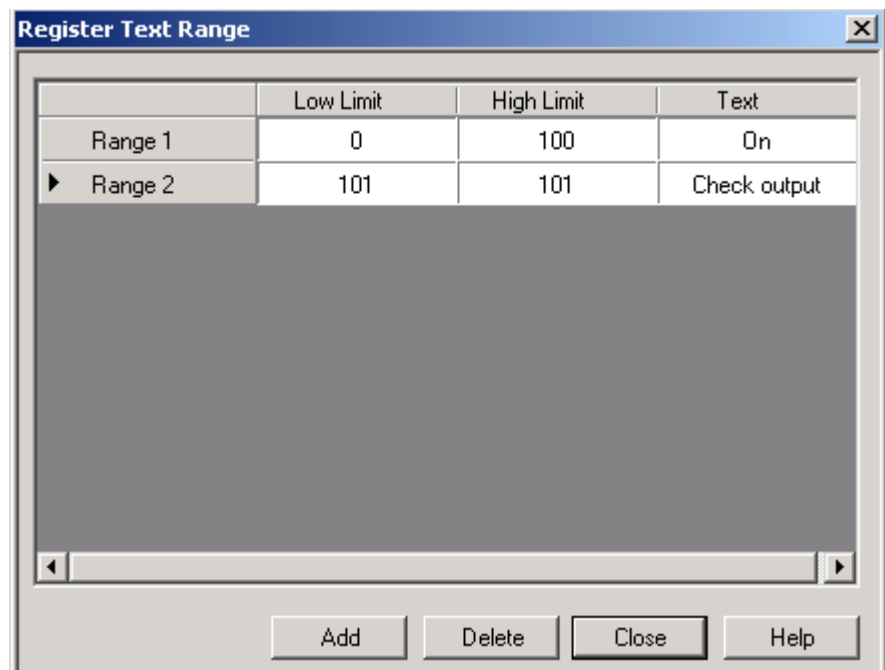 Register Text Range
Low Limit High Limit Text
Range 1 0 100 On
Range 2 101 101 Check output
Add Delete Close Help